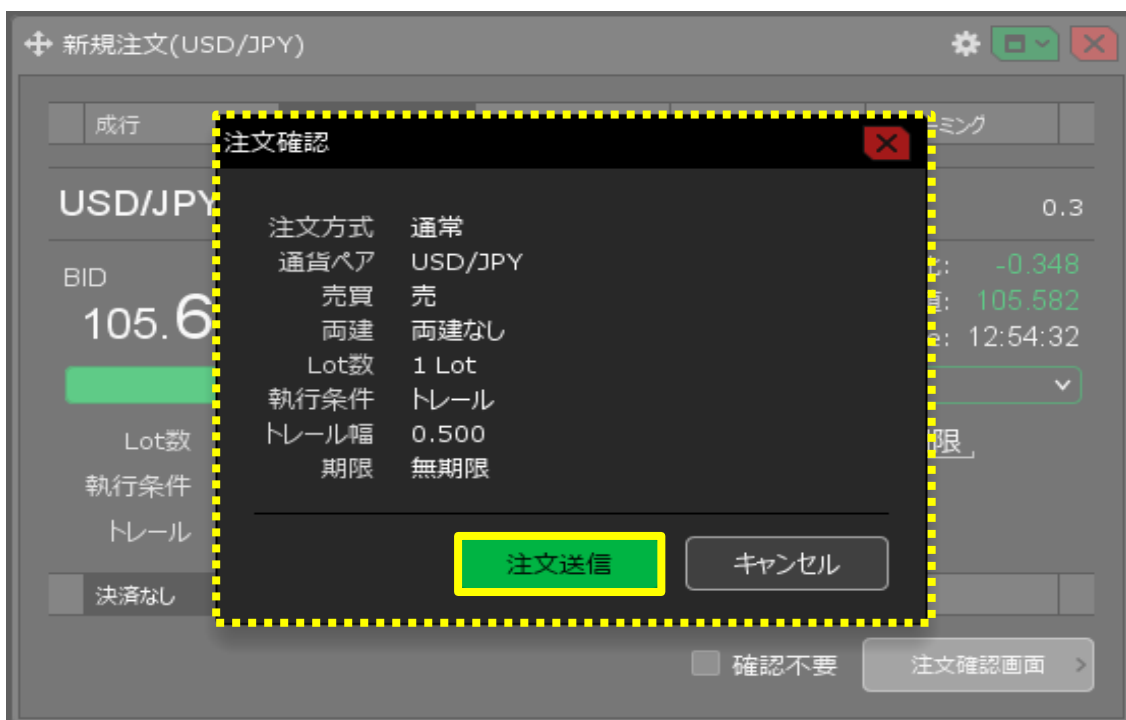 新規注文(USD/JPY)
成行
注文確認
USD/JPY
0.3
注文方式 通常
通貨ペア USD/JPY
BID
-0.348
売買 売
105.6
105.582
両建 両建なし
12:54:32
Lot数 1 Lot
執行条件 トレール
Lot数
トレール幅 0.500
限
期限 無期限
執行条件
トレール
注文送信 キャンセル
決済なし
確認不要 注文確認画面